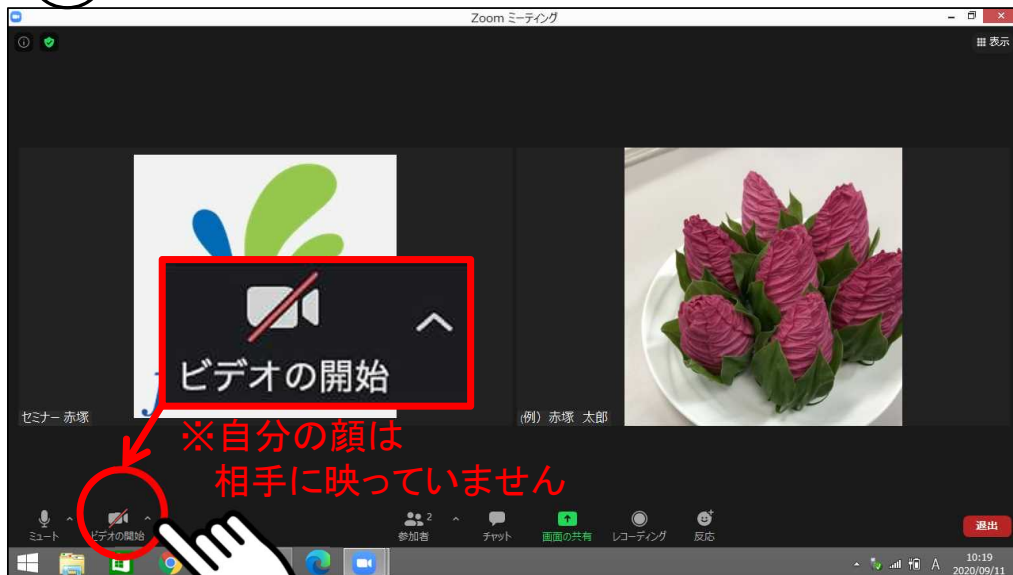 Zoom ミーティング
表示
ビデオの開始
セミナー 赤塚
(例) 赤塚 太郎
※自分の顔は
相手に映っていません
ミュート
ビデオの開始
2
参加者
チャット
画面の共有
レコーディング
反応
退出
A
10:19
2020/09/11